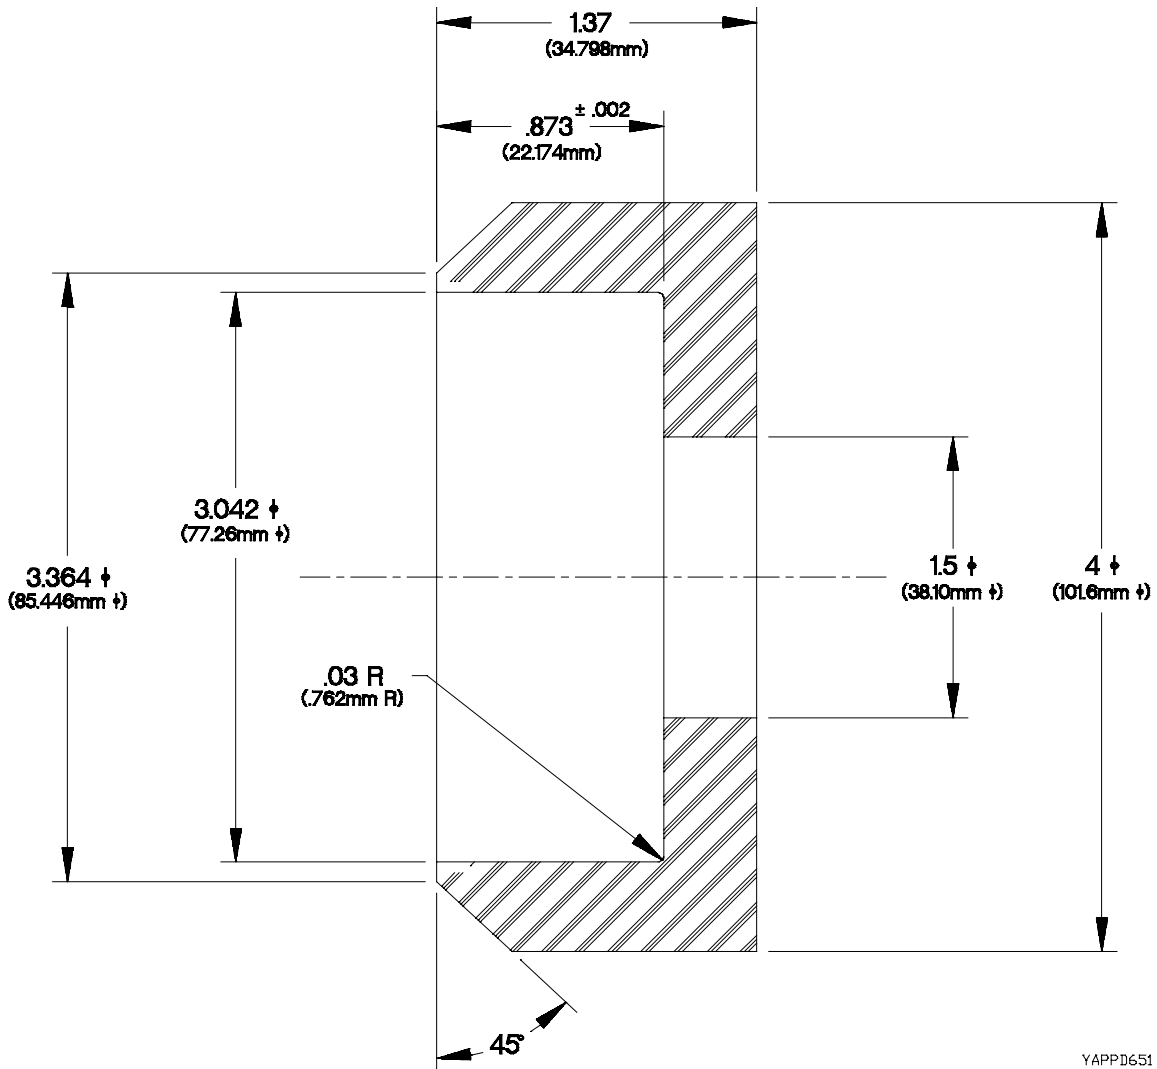 1.37
(34.798mm)
.873 ± .002
(22.174mm)
3.042 ϕ
(77.26mm ϕ)
3.364 ϕ
(85.446mm ϕ)
1.5 ϕ
(38.10mm ϕ)
4 ϕ
(101.6mm ϕ)
.03 R
(.762mm R)
45°
YAPPD651